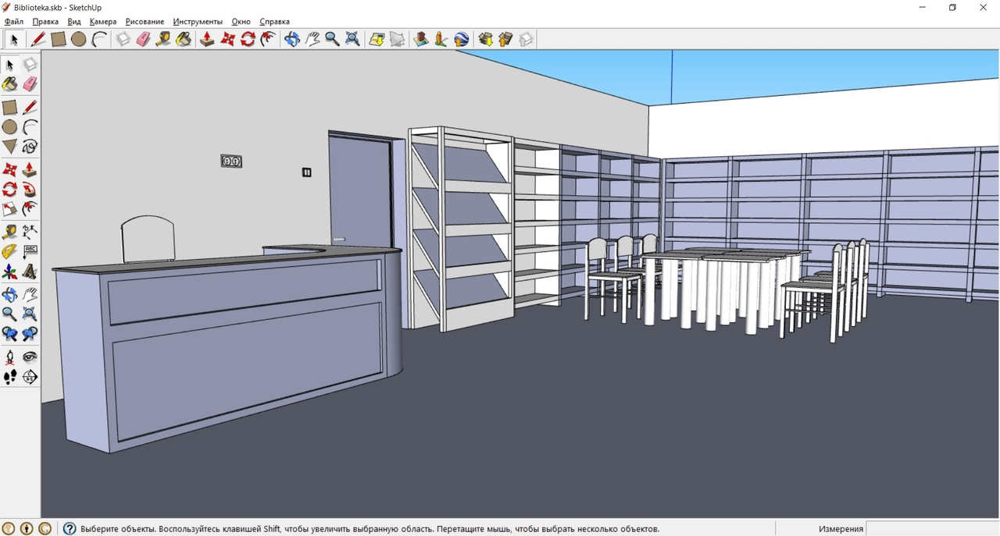 Biblioteka.skb - SketchUp
Файл Правка Вид Камера Рисование Инструменты Окно Справка
Выберите объекты. Воспользуйтесь клавишей Shift, чтобы увеличить выбранную область. Перетащите мышь, чтобы выбрать несколько объектов. Измерения